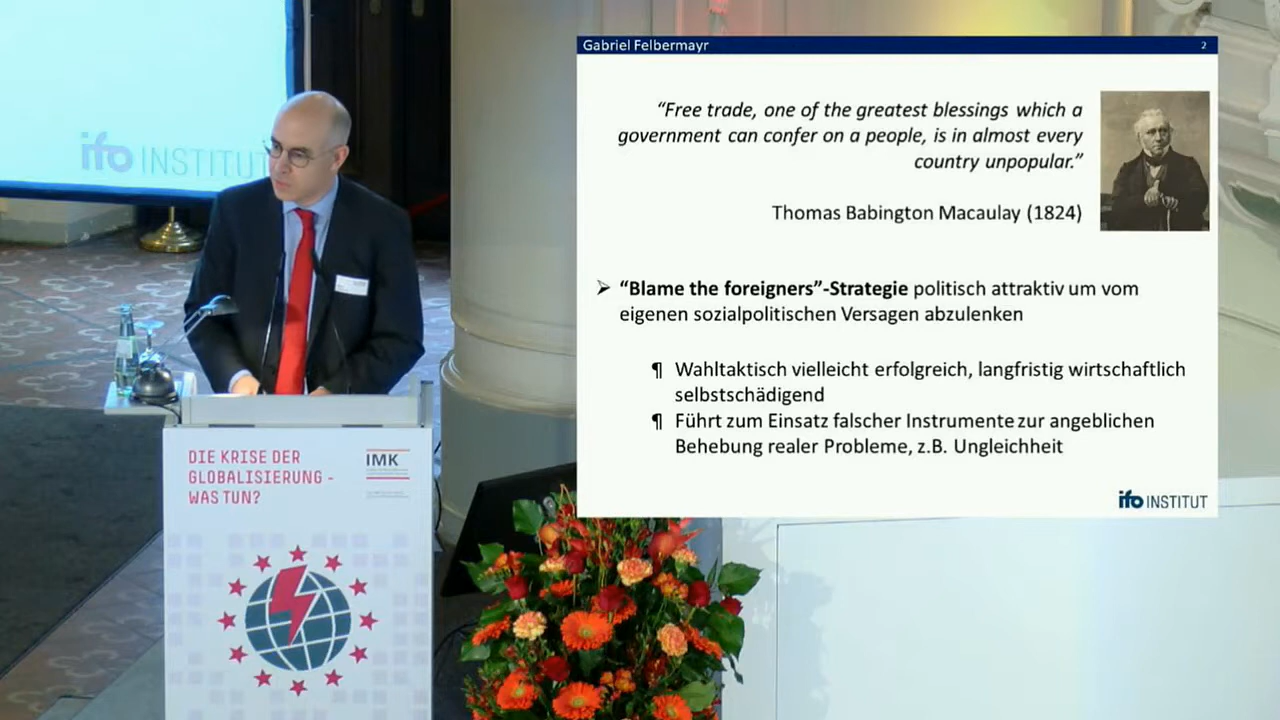 ifo INSTITUT
Gabriel Felbermayr
2
“Free trade, one of the greatest blessings which a
government can confer on a people, is in almost every
country unpopular.”
Thomas Babington Macaulay (1824)
➢ “Blame the foreigners”-Strategie politisch attraktiv um vom
eigenen sozialpolitischen Versagen abzulenken
¶ Wahltaktisch vielleicht erfolgreich, langfristig wirtschaftlich
selbstschädigend
¶ Führt zum Einsatz falscher Instrumente zur angeblichen
Behebung realer Probleme, z.B. Ungleichheit
ifo INSTITUT
DIE KRISE DER
GLOBALISIERUNG -
WAS TUN?
IMK